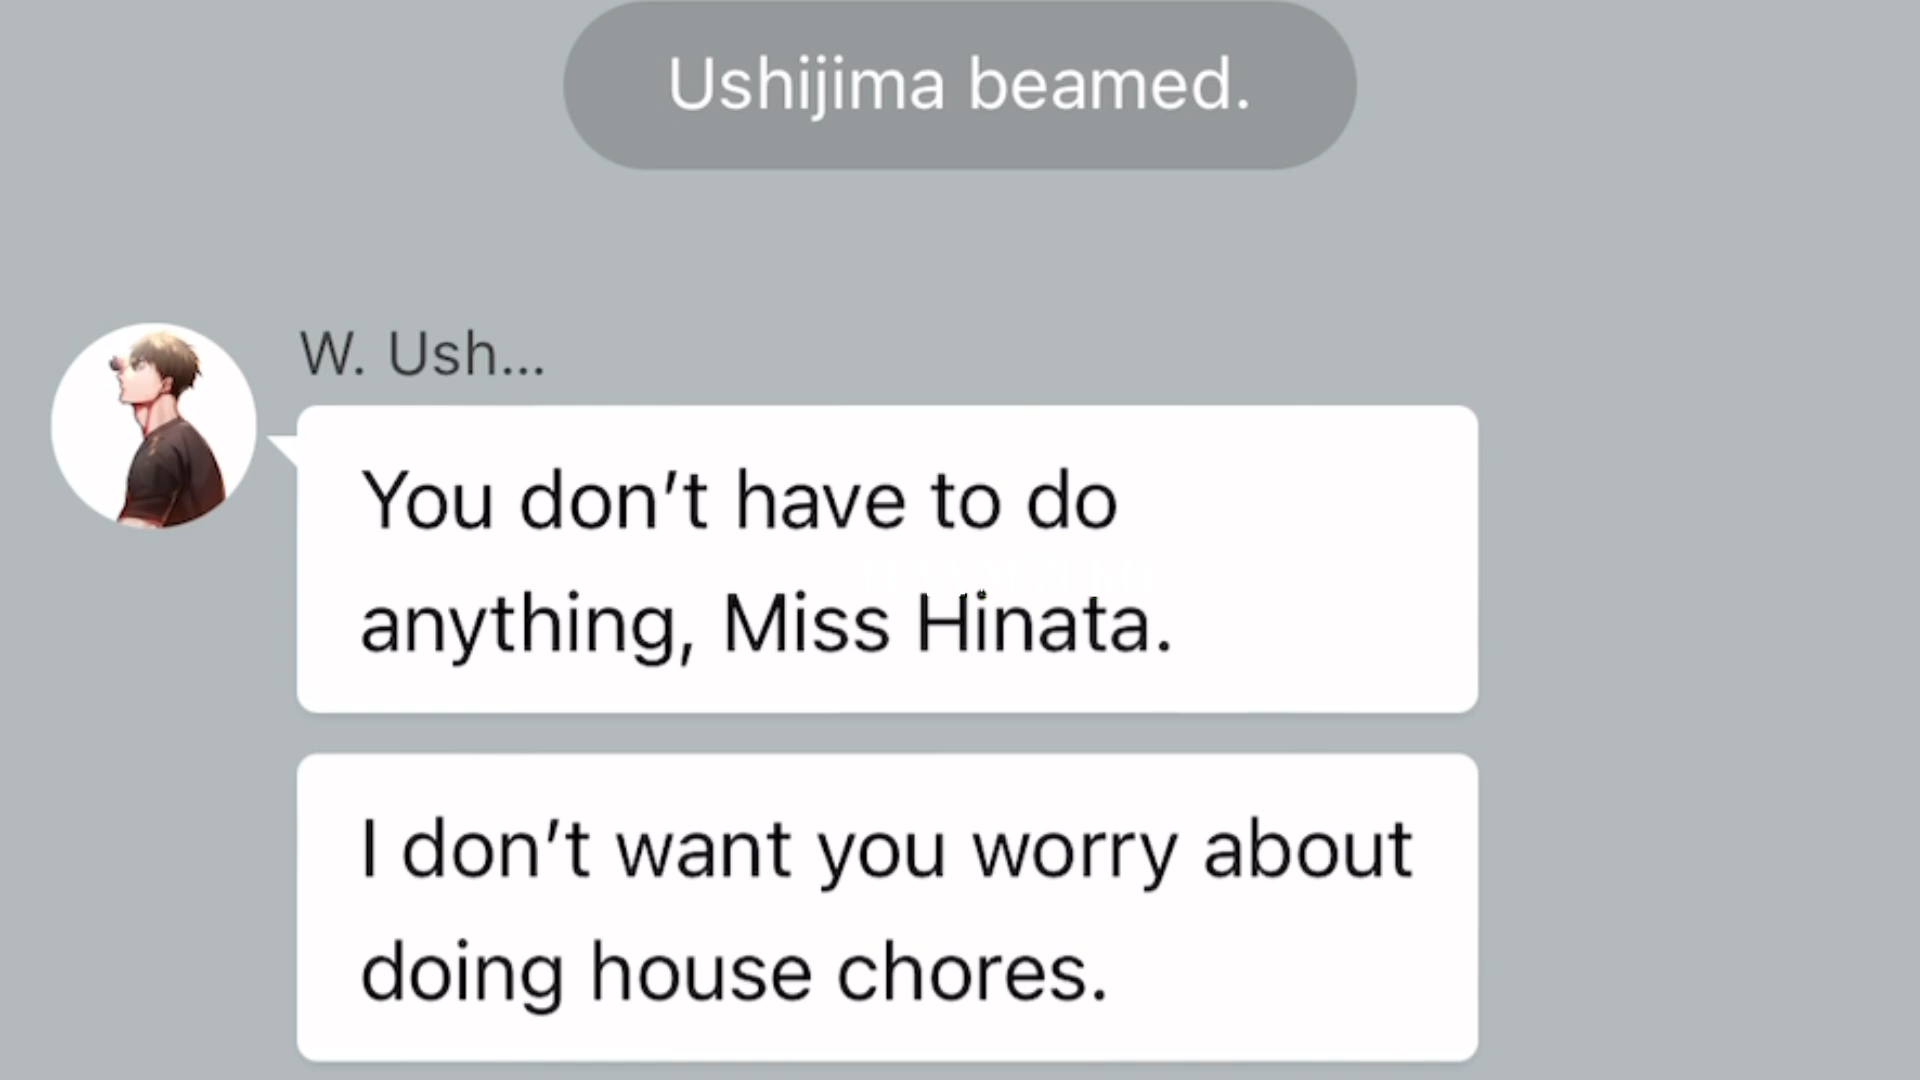 Ushijima beamed.
W. Ush...
You don’t have to do
anything, Miss Hinata.
I don’t want you worry about
doing house chores.